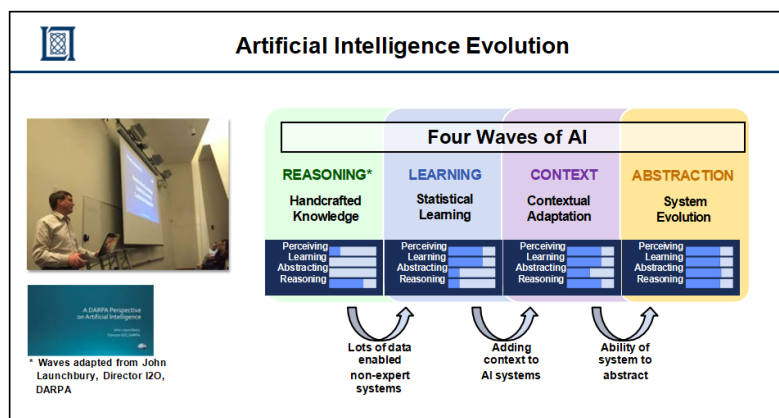 Artificial Intelligence Evolution
Four Waves of AI
REASONING*
Handcrafted
Knowledge
Perceiving
Learning
Abstracting
Reasoning
LEARNING
Statistical
Learning
Perceiving
Learning
Abstracting
Reasoning
CONTEXT
Contextual
Adaptation
Perceiving
Learning
Abstracting
Reasoning
ABSTRACTION
System
Evolution
Perceiving
Learning
Abstracting
Reasoning
Lots of data
enabled
non-expert
systems
Adding
context to
AI systems
Ability of
system to
abstract
A DARPA Perspective
on Artificial Intelligence
John Launchbury
* Waves adapted from John
Launchbury, Director I2O,
DARPA